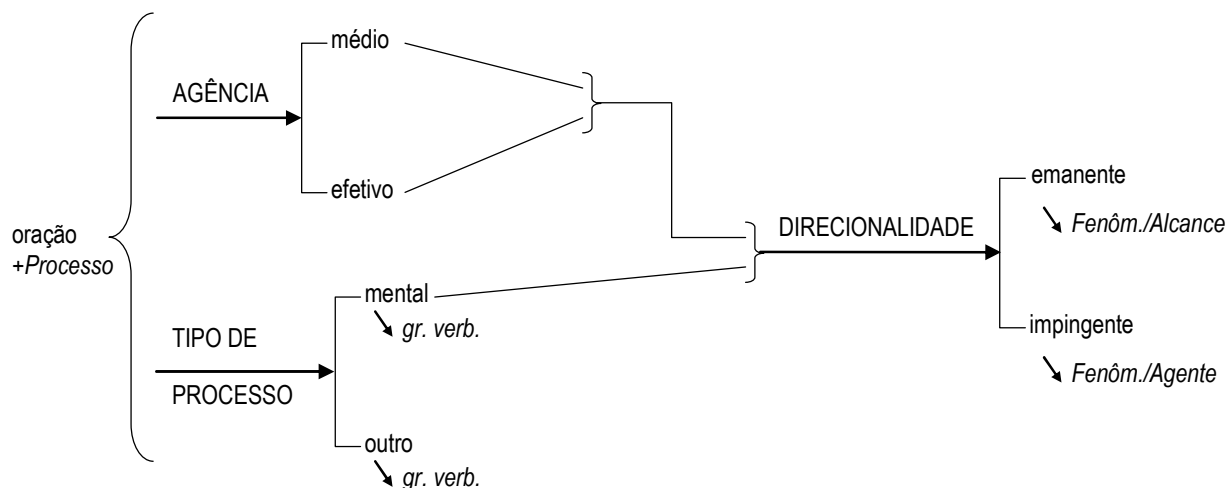 médio
AGÊNCIA
efetivo
emanente
DIRECIONALIDADE
Fenôm./Alcance
oração
+Processo
mental
gr. verb.
impingente
TIPO DE
PROCESSO
Fenôm./Agente
outro
gr. verb.